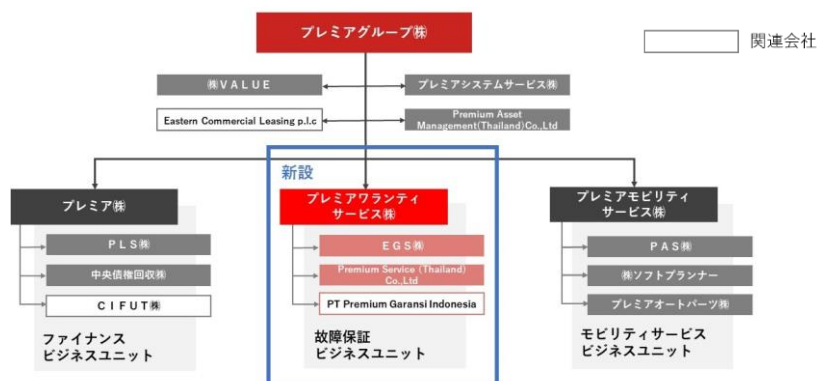 プレミアグループ㈱
関連会社
㈱ＶＡＬＵＥ
プレミアシステムサービス㈱
Eastern Commercial Leasing p.l.c
Premium Asset
Management(Thailand)Co.,Ltd
新設
プレミア㈱
プレミアワランティ
サービス㈱
プレミアモビリティ
サービス㈱
ＰＬＳ㈱
中央債権回収㈱
ＣＩＦＵＴ㈱
ファイナンス
ビジネスユニット
ＥＧＳ㈱
Premium Service (Thailand)
Co.,Ltd
PT Premium Garansi Indonesia
故障保証
ビジネスユニット
ＰＡＳ㈱
㈱ソフトプランナー
プレミアオートパーツ㈱
モビリティサービス
ビジネスユニット